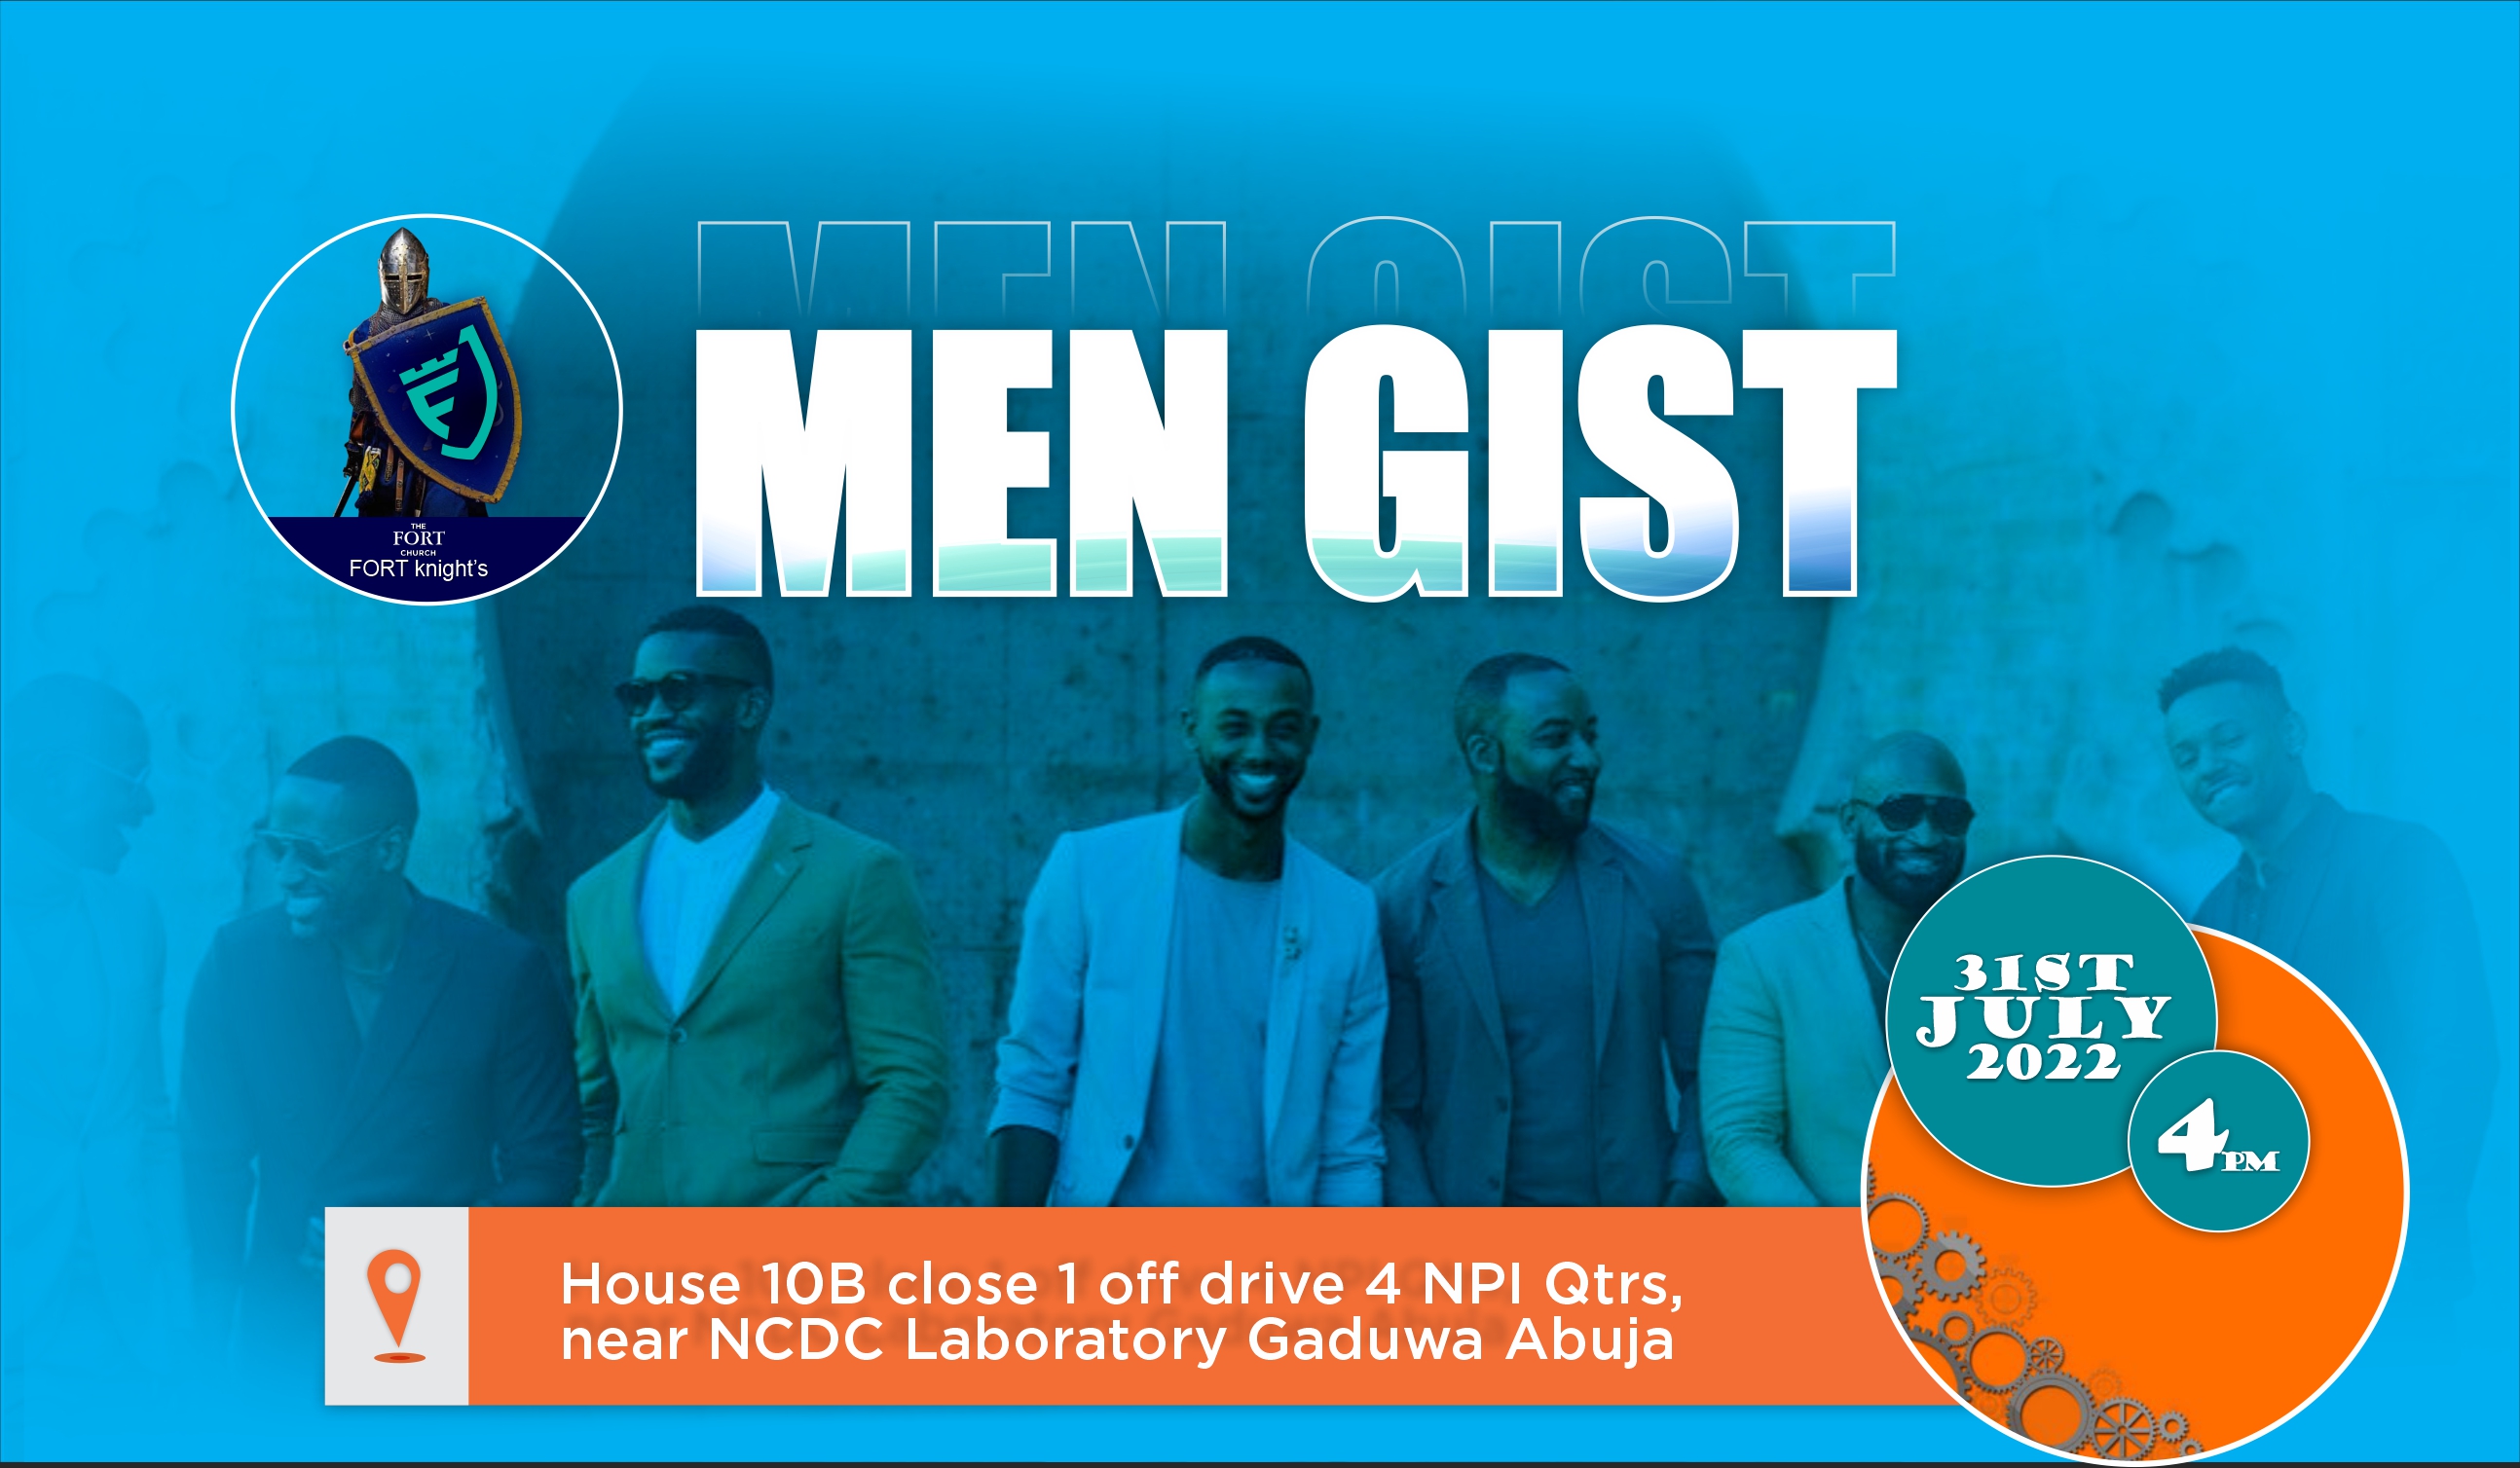 MEN GIST
MEN GIST
THE
FORT
CHURCH
FORT knight's
31ST
JULY
2022
4PM
House 10B close 1 off drive 4 NPI Qtrs,
near NCDC Laboratory Gaduwa Abuja